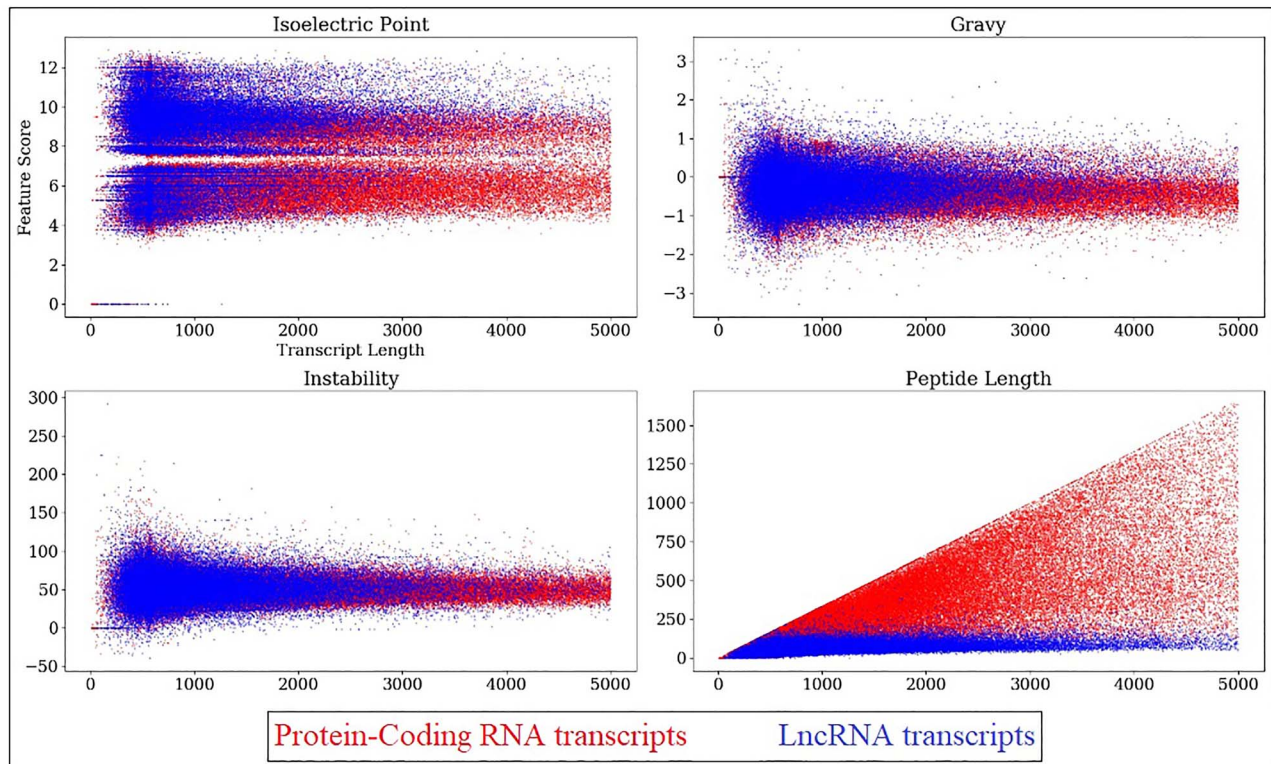 Isoelectric Point
12
10
8
6
4
2
0
Feature Score
0 1000 2000 3000 4000 5000
Transcript Length
Gravy
3
2
1
0
−1
−2
−3
0 1000 2000 3000 4000 5000
Instability
300
250
200
150
100
50
0
−50
0 1000 2000 3000 4000 5000
Peptide Length
1500
1250
1000
750
500
250
0
0 1000 2000 3000 4000 5000
Protein-Coding RNA transcripts LncRNA transcripts